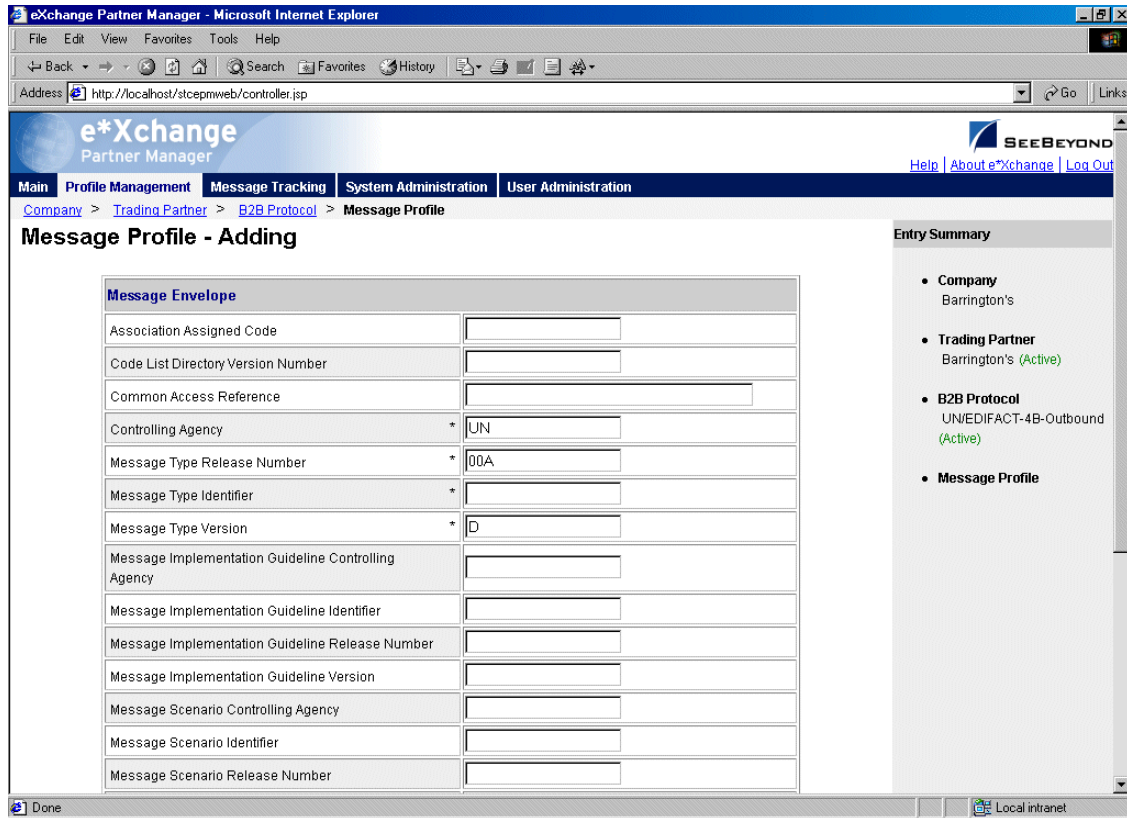 eXchange Partner Manager - Microsoft Internet Explorer
File Edit View Favorites Tools Help
Back Search Favorites History
Address http://localhost/stcepmweb/controller.jsp Go Links
e*Xchange
Partner Manager
SEEBEYOND
Help | About e*Xchange | Log Out
Main Profile Management Message Tracking System Administration User Administration
Company > Trading Partner > B2B Protocol > Message Profile
Message Profile - Adding
Message Envelope
Association Assigned Code
Code List Directory Version Number
Common Access Reference
Controlling Agency * UN
Message Type Release Number * 00A
Message Type Identifier *
Message Type Version * D
Message Implementation Guideline Controlling
Agency
Message Implementation Guideline Identifier
Message Implementation Guideline Release Number
Message Implementation Guideline Version
Message Scenario Controlling Agency
Message Scenario Identifier
Message Scenario Release Number
Entry Summary
• Company
Barrington's
• Trading Partner
Barrington's (Active)
• B2B Protocol
UN/EDIFACT-4B-Outbound
(Active)
• Message Profile
Done Local intranet